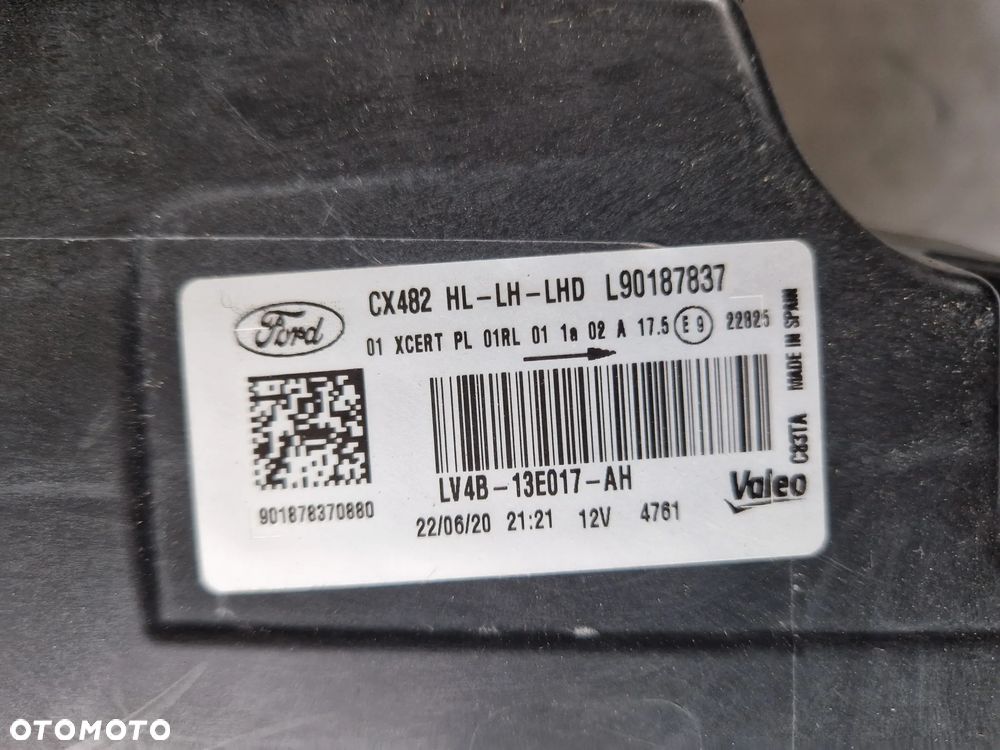 Ford
CX482 HL-LH-LHD L90187837
01 XCERT PL 01RL 01 1a 02 A 17.5 E 9 22825
MADE IN SPAIN
C83TA
LV4B-13E017-AH
Valeo
901878370880
22/06/20 21:21 12V 4761
OTOMOTO